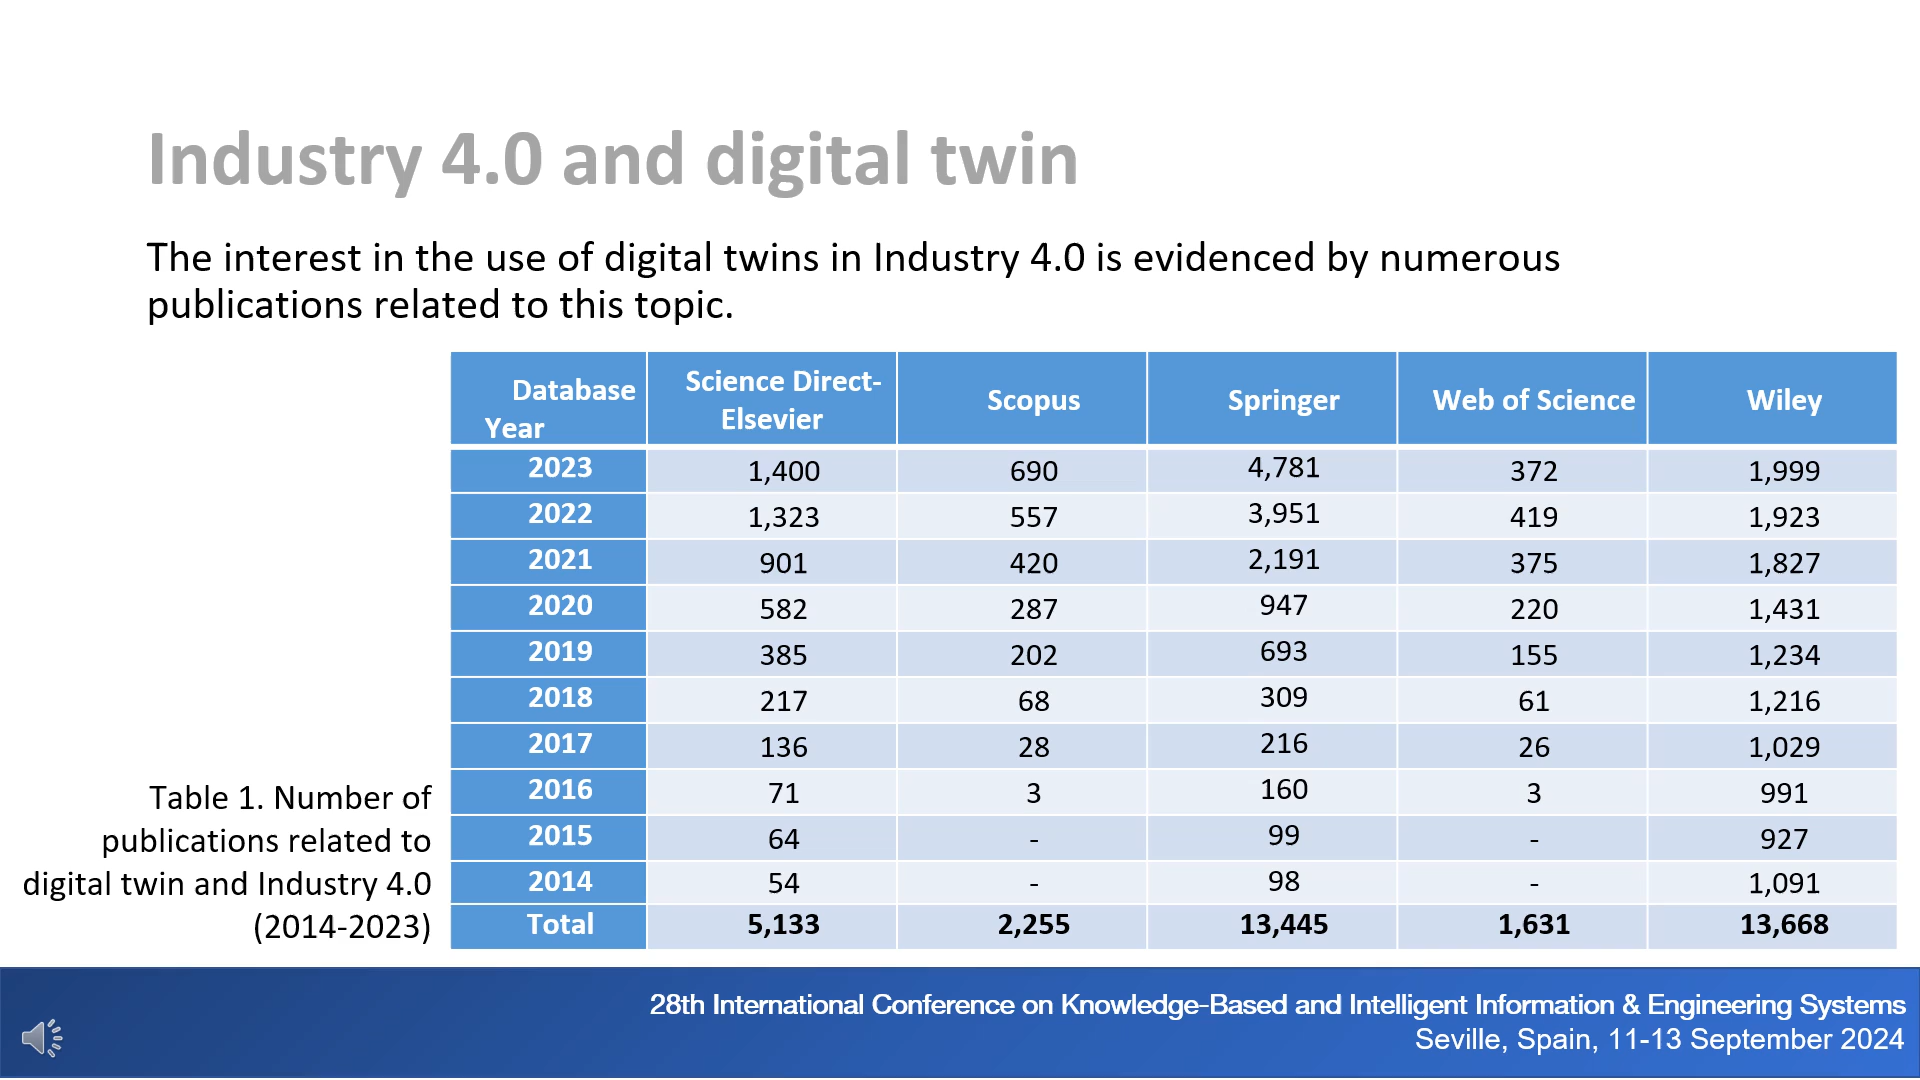 Industry 4.0 and digital twin
The interest in the use of digital twins in Industry 4.0 is evidenced by numerous
publications related to this topic.
Database
Year
Science Direct-
Elsevier
Scopus
Springer
Web of Science
Wiley
2023 1,400 690 4,781 372 1,999
2022 1,323 557 3,951 419 1,923
2021 901 420 2,191 375 1,827
2020 582 287 947 220 1,431
2019 385 202 693 155 1,234
2018 217 68 309 61 1,216
2017 136 28 216 26 1,029
2016 71 3 160 3 991
2015 64 - 99 - 927
2014 54 - 98 - 1,091
Total 5,133 2,255 13,445 1,631 13,668
Table 1. Number of
publications related to
digital twin and Industry 4.0
(2014-2023)
28th International Conference on Knowledge-Based and Intelligent Information & Engineering Systems
Seville, Spain, 11-13 September 2024